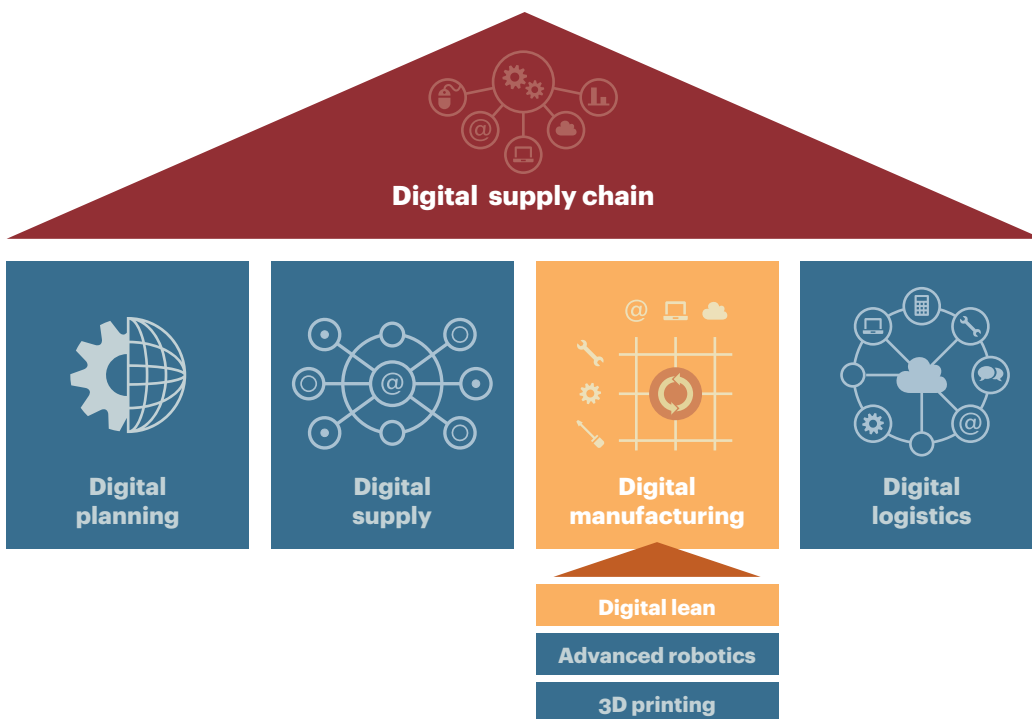 @
Digital supply chain
@
@
@
Digital
planning
Digital
supply
Digital
manufacturing
Digital
logistics
Digital lean
Advanced robotics
3D printing